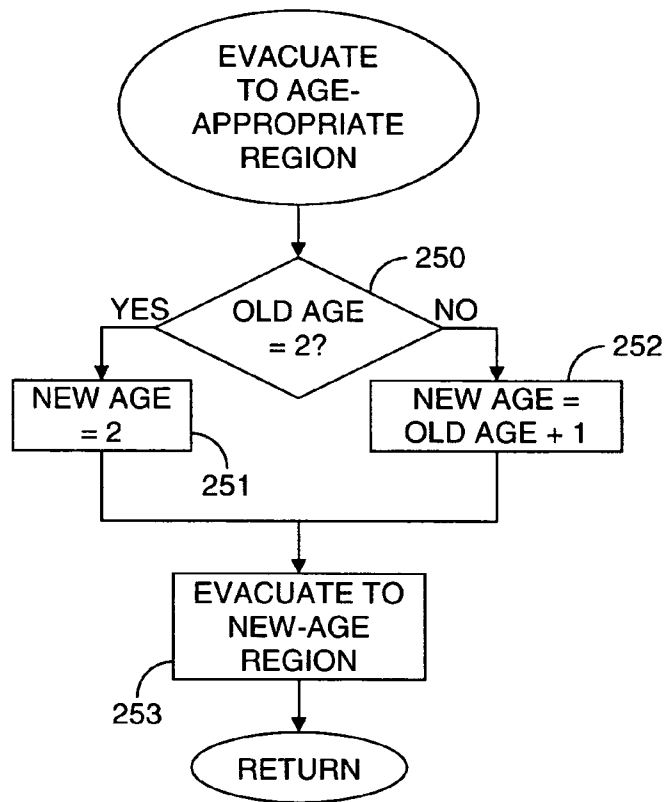 EVACUATE
TO AGE-
APPROPRIATE
REGION
250
YES
OLD AGE
= 2?
NO
252
NEW AGE
= 2
NEW AGE =
OLD AGE + 1
251
EVACUATE TO
NEW-AGE
REGION
253
RETURN